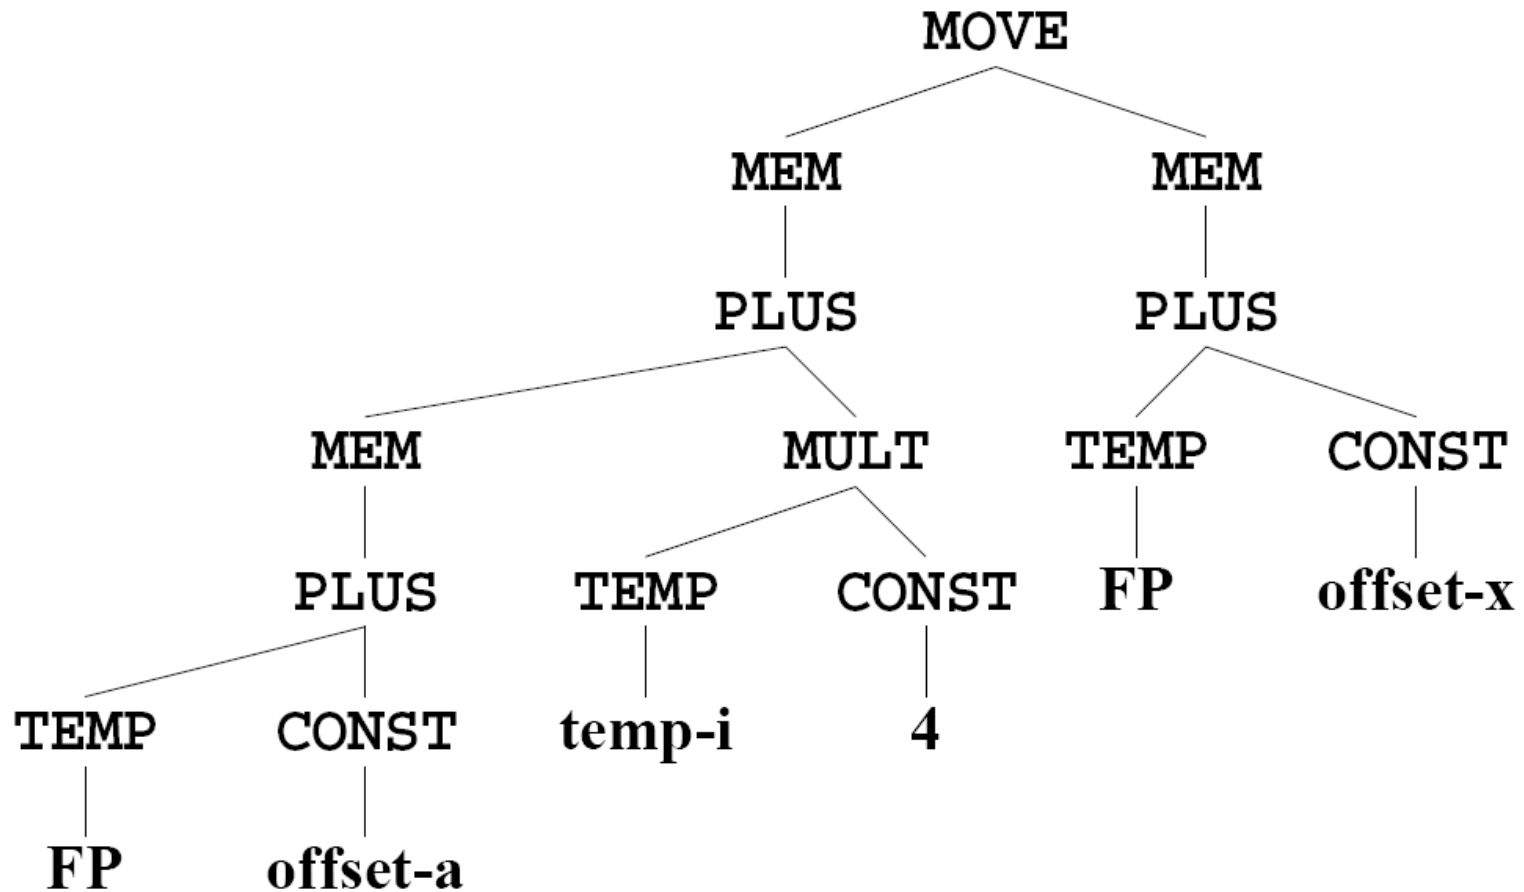 MOVE
MEM MEM
PLUS PLUS
MEM MULT TEMP CONST
PLUS TEMP CONST FP offset-x
TEMP CONST temp-i 4
FP offset-a